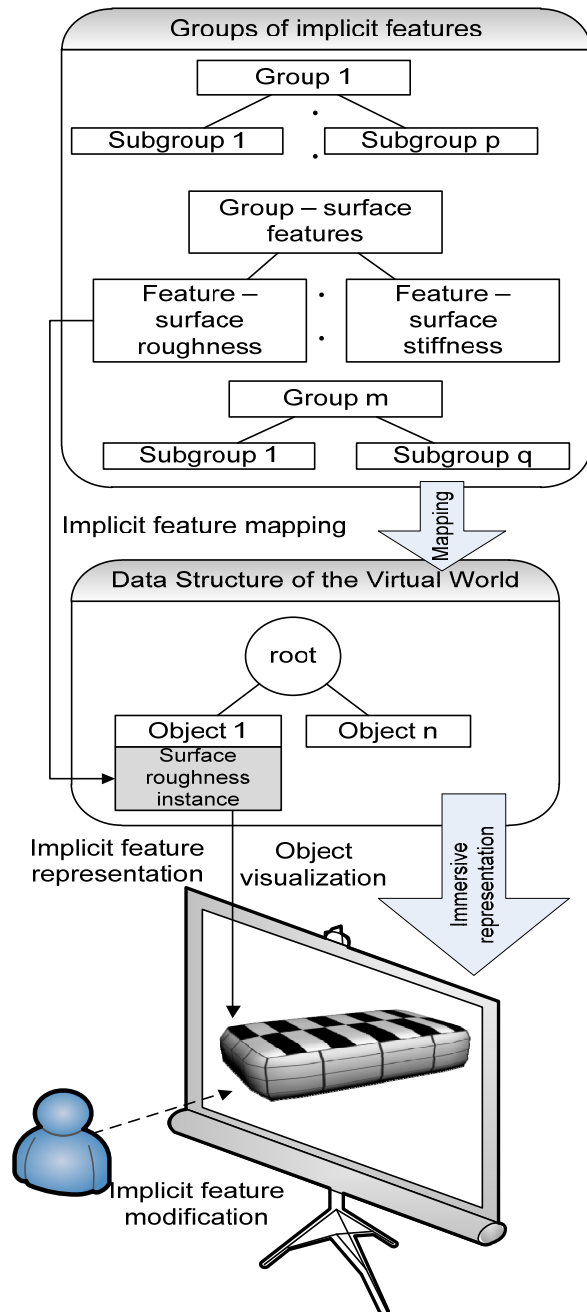 Groups of implicit features
Group 1
Subgroup 1
Subgroup p
Group – surface
features
Feature –
surface
roughness
Feature –
surface
stiffness
Group m
Subgroup 1
Subgroup q
Implicit feature mapping
Mapping
Data Structure of the Virtual World
root
Object 1
Object n
Surface
roughness
instance
Implicit feature
representation
Object
visualization
Immersive
representation
Implicit feature
modification